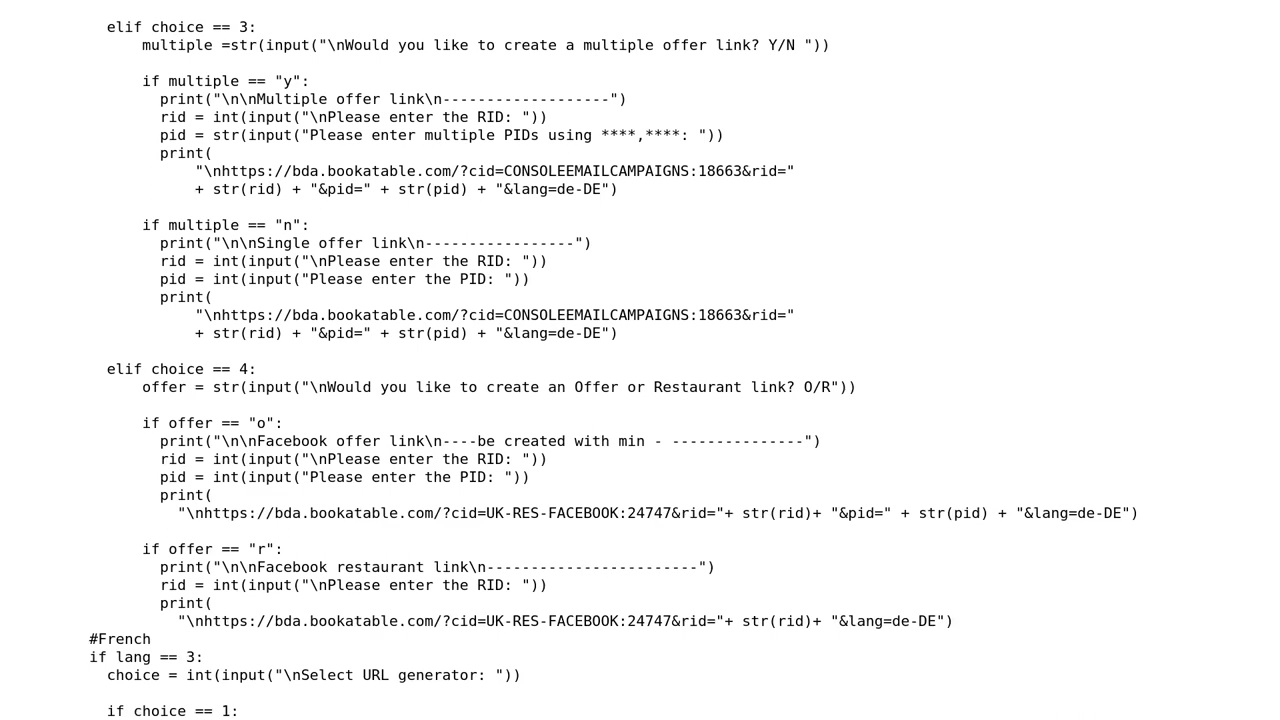 elif choice == 3:
multiple =str(input("\nWould you like to create a multiple offer link? Y/N "))
if multiple == "y":
print("\n\nMultiple offer link\n-------------------")
rid = int(input("\nPlease enter the RID: "))
pid = str(input("Please enter multiple PIDs using ****,****: "))
print(
"\nhttps://bda.bookatable.com/?cid=CONSOLEEMAILCAMPAIGNS:18663&rid="
+ str(rid) + "&pid=" + str(pid) + "&lang=de-DE")
if multiple == "n":
print("\n\nSingle offer link\n-----------------")
rid = int(input("\nPlease enter the RID: "))
pid = int(input("Please enter the PID: "))
print(
"\nhttps://bda.bookatable.com/?cid=CONSOLEEMAILCAMPAIGNS:18663&rid="
+ str(rid) + "&pid=" + str(pid) + "&lang=de-DE")
elif choice == 4:
offer = str(input("\nWould you like to create an Offer or Restaurant link? O/R"))
if offer == "o":
print("\n\nFacebook offer link\n----be created with min - ---------------")
rid = int(input("\nPlease enter the RID: "))
pid = int(input("Please enter the PID: "))
print(
"\nhttps://bda.bookatable.com/?cid=UK-RES-FACEBOOK:24747&rid="+ str(rid)+ "&pid=" + str(pid) + "&lang=de-DE")
if offer == "r":
print("\n\nFacebook restaurant link\n------------------------")
rid = int(input("\nPlease enter the RID: "))
print(
"\nhttps://bda.bookatable.com/?cid=UK-RES-FACEBOOK:24747&rid="+ str(rid)+ "&lang=de-DE")
#French
if lang == 3:
choice = int(input("\nSelect URL generator: "))
if choice == 1: